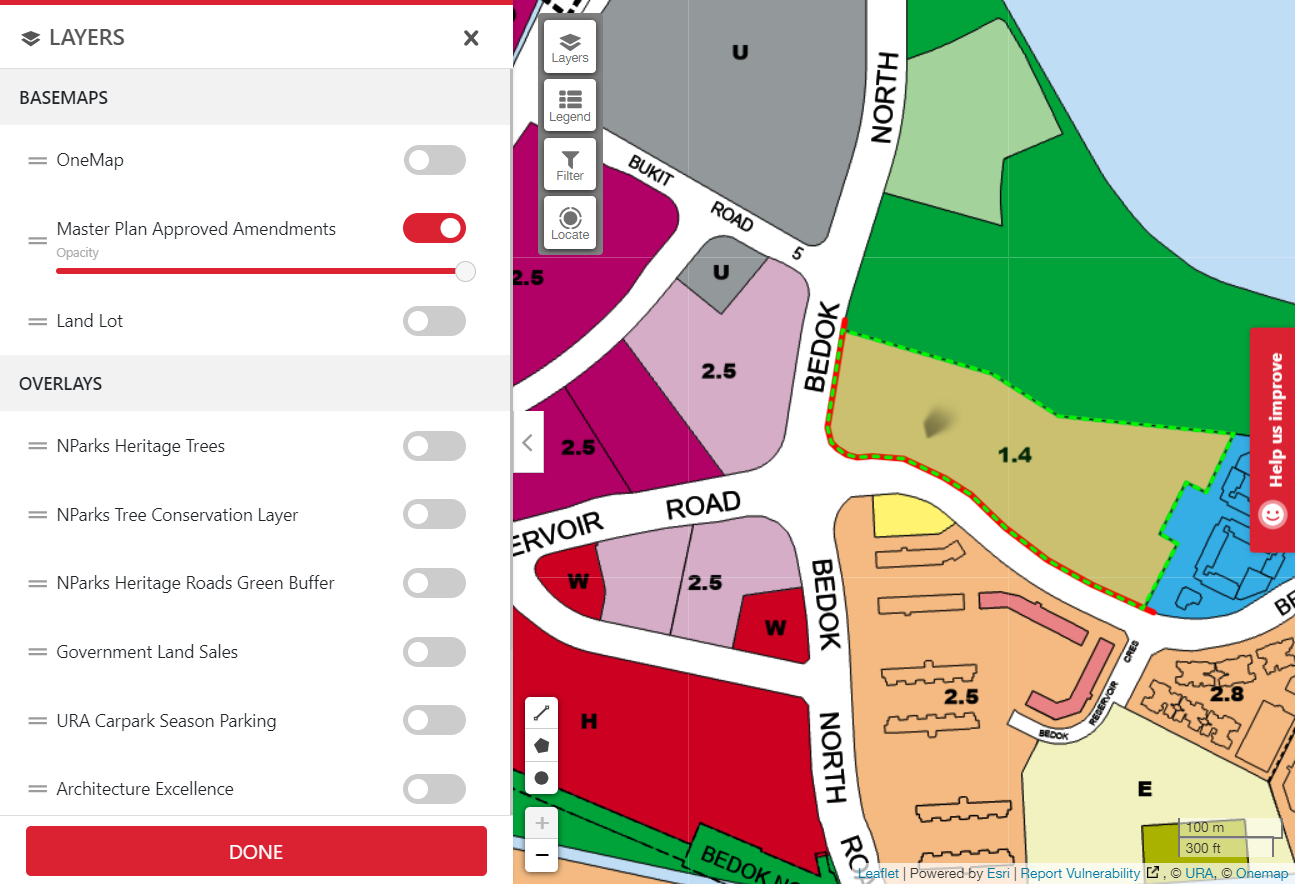 LAYERS
BASEMAPS
OneMap
Master Plan Approved Amendments
Opacity
Land Lot
OVERLAYS
NParks Heritage Trees
NParks Tree Conservation Layer
NParks Heritage Roads Green Buffer
Government Land Sales
URA Carpark Season Parking
Architecture Excellence
DONE
Layers
Legend
Filter
Locate
U
NORTH
BUKIT
ROAD
5
U
2.5
BEDOK
2.5
2.5
1.4
Help us improve
ERVOIR
ROAD
W
2.5
W
BEDOK
H
NORTH
2.5
CRES
RESERVOIR
BEDOK
2.8
BE
E
BEDOK NO
RO
100 m
300 ft
Leaflet | Powered by Esri | Report Vulnerability , © URA, © Onemap